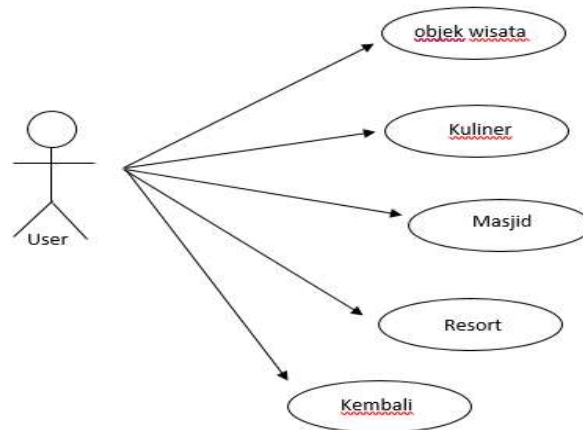 objek wisata
Kuliner
Masjid
User
Resort
Kembali